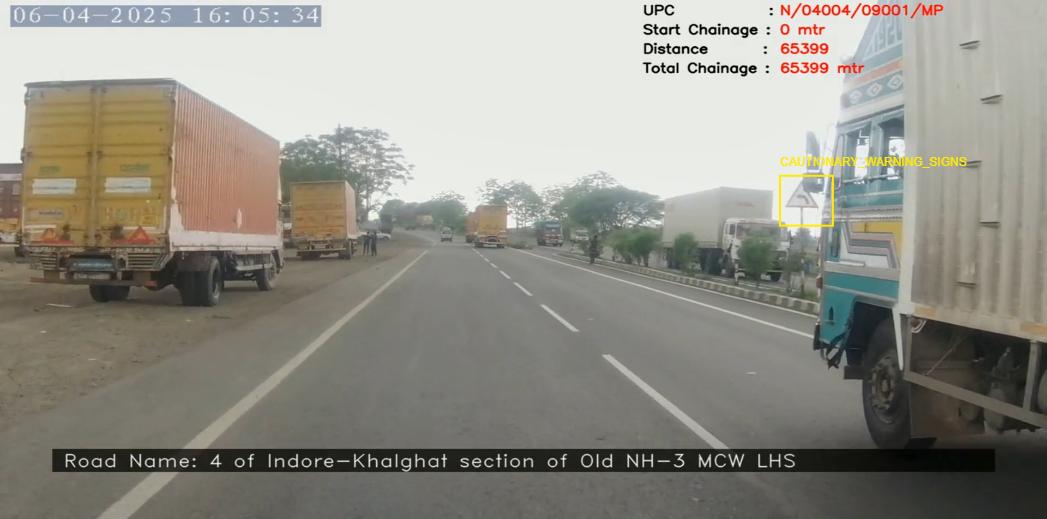 06-04-2025 16:05:34
UPC : N/04004/09001/MP
Start Chainage : 0 mtr
Distance : 65399
Total Chainage : 65399 mtr
CAUTIONARY_WARNING_SIGNS
Road Name: 4 of Indore-Khalghat section of Old NH-3 MCW LHS